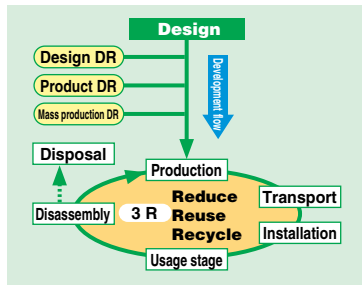 Design
Design DR
Product DR
Mass production DR
Development flow
Disposal
Production
Disassembly
3 R
Reduce
Reuse
Recycle
Transport
Installation
Usage stage